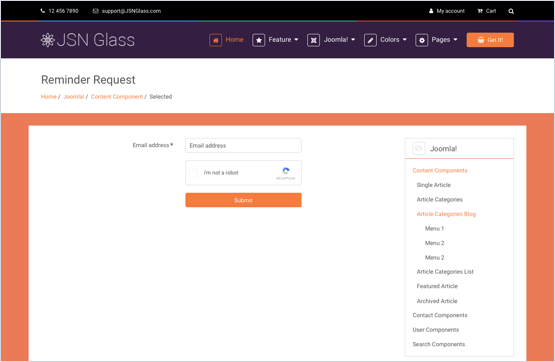 12 456 7890 support@JSNGlass.com My account Cart
JSN Glass Home Feature Joomla! Colors Pages Get It!
Reminder Request
Home / Joomla! / Content Component / Selected
Email address * Email address
I'm not a robot
reCAPTCHA
Submit
Joomla!
Content Components
Single Article
Article Categories
Article Categories Blog
Menu 1
Menu 2
Menu 2
Article Categories List
Featured Article
Archived Article
Contact Components
User Components
Search Components